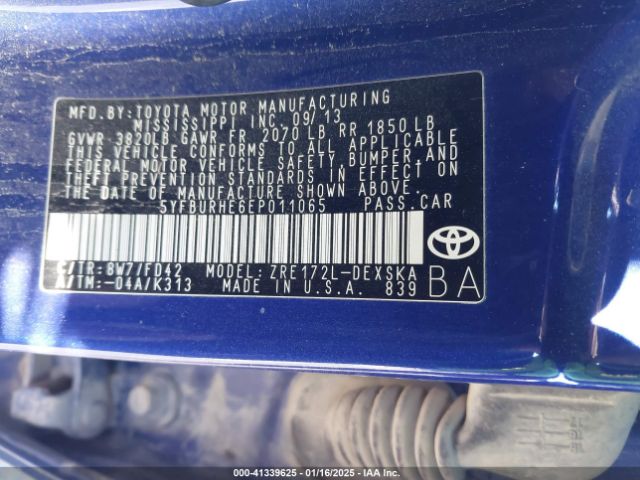 MFD.BY:TOYOTA MOTOR MANUFACTURING
MISSISSIPPI INC.09/13
GVWR 3820LB GAWR FR 2070 LB RR 1850 LB
THIS VEHICLE CONFORMS TO ALL APPLICABLE
FEDERAL MOTOR VEHICLE SAFETY, BUMPER, AND
THEFT PREVENTION STANDARDS IN EFFECT ON
THE DATE OF MANUFACTURE SHOWN ABOVE.
5YFBURHE6EP011065 PASS.CAR
C/TR:8W7/FD42 MODEL:ZRE172L-DEXSKA
A/TM:-04A/K313 MADE IN U.S.A. 839
BA
00-41339625 | 01/16/2025 | IAA Inc.